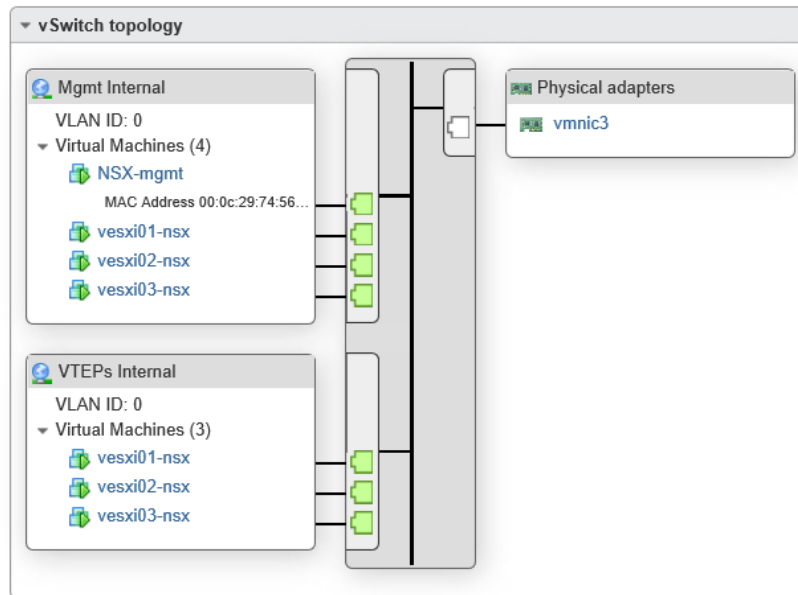 vSwitch topology
Mgmt Internal
VLAN ID: 0
Virtual Machines (4)
NSX-mgmt
MAC Address 00:0c:29:74:56...
vesxi01-nsx
vesxi02-nsx
vesxi03-nsx
VTEPs Internal
VLAN ID: 0
Virtual Machines (3)
vesxi01-nsx
vesxi02-nsx
vesxi03-nsx
Physical adapters
vmnic3